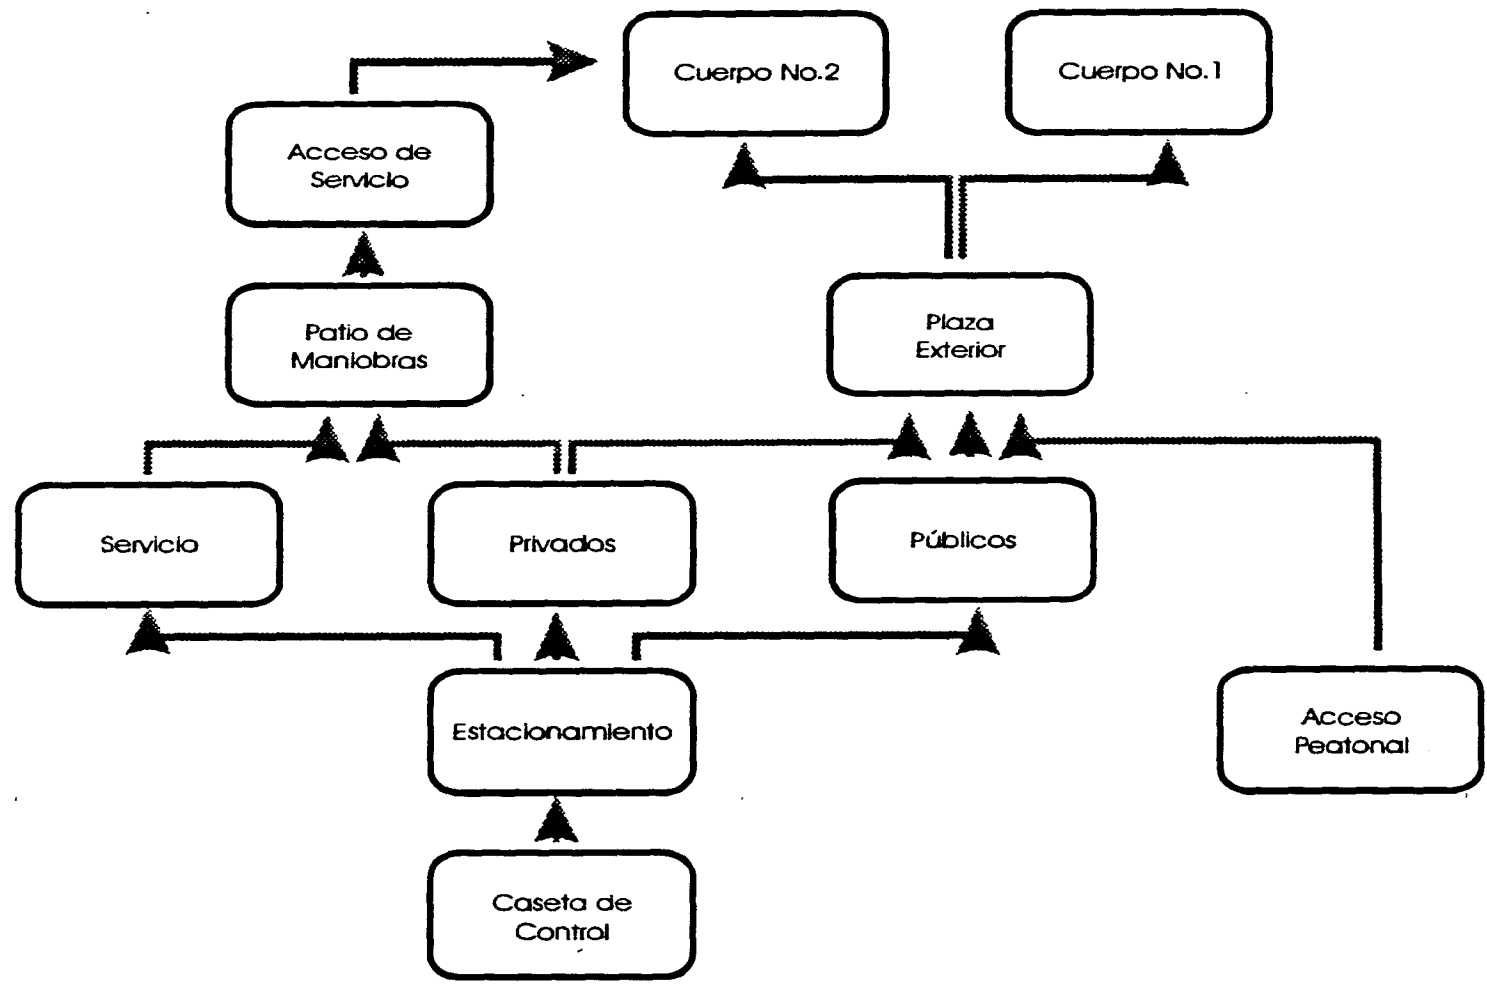 Cuerpo No.2
Cuerpo No.1
Acceso de
Servicio
Patio de
Maniobras
Plaza
Exterior
Servicio
Privados
Públicos
Estacionamiento
Acceso
Peatonal
Caseta de
Control